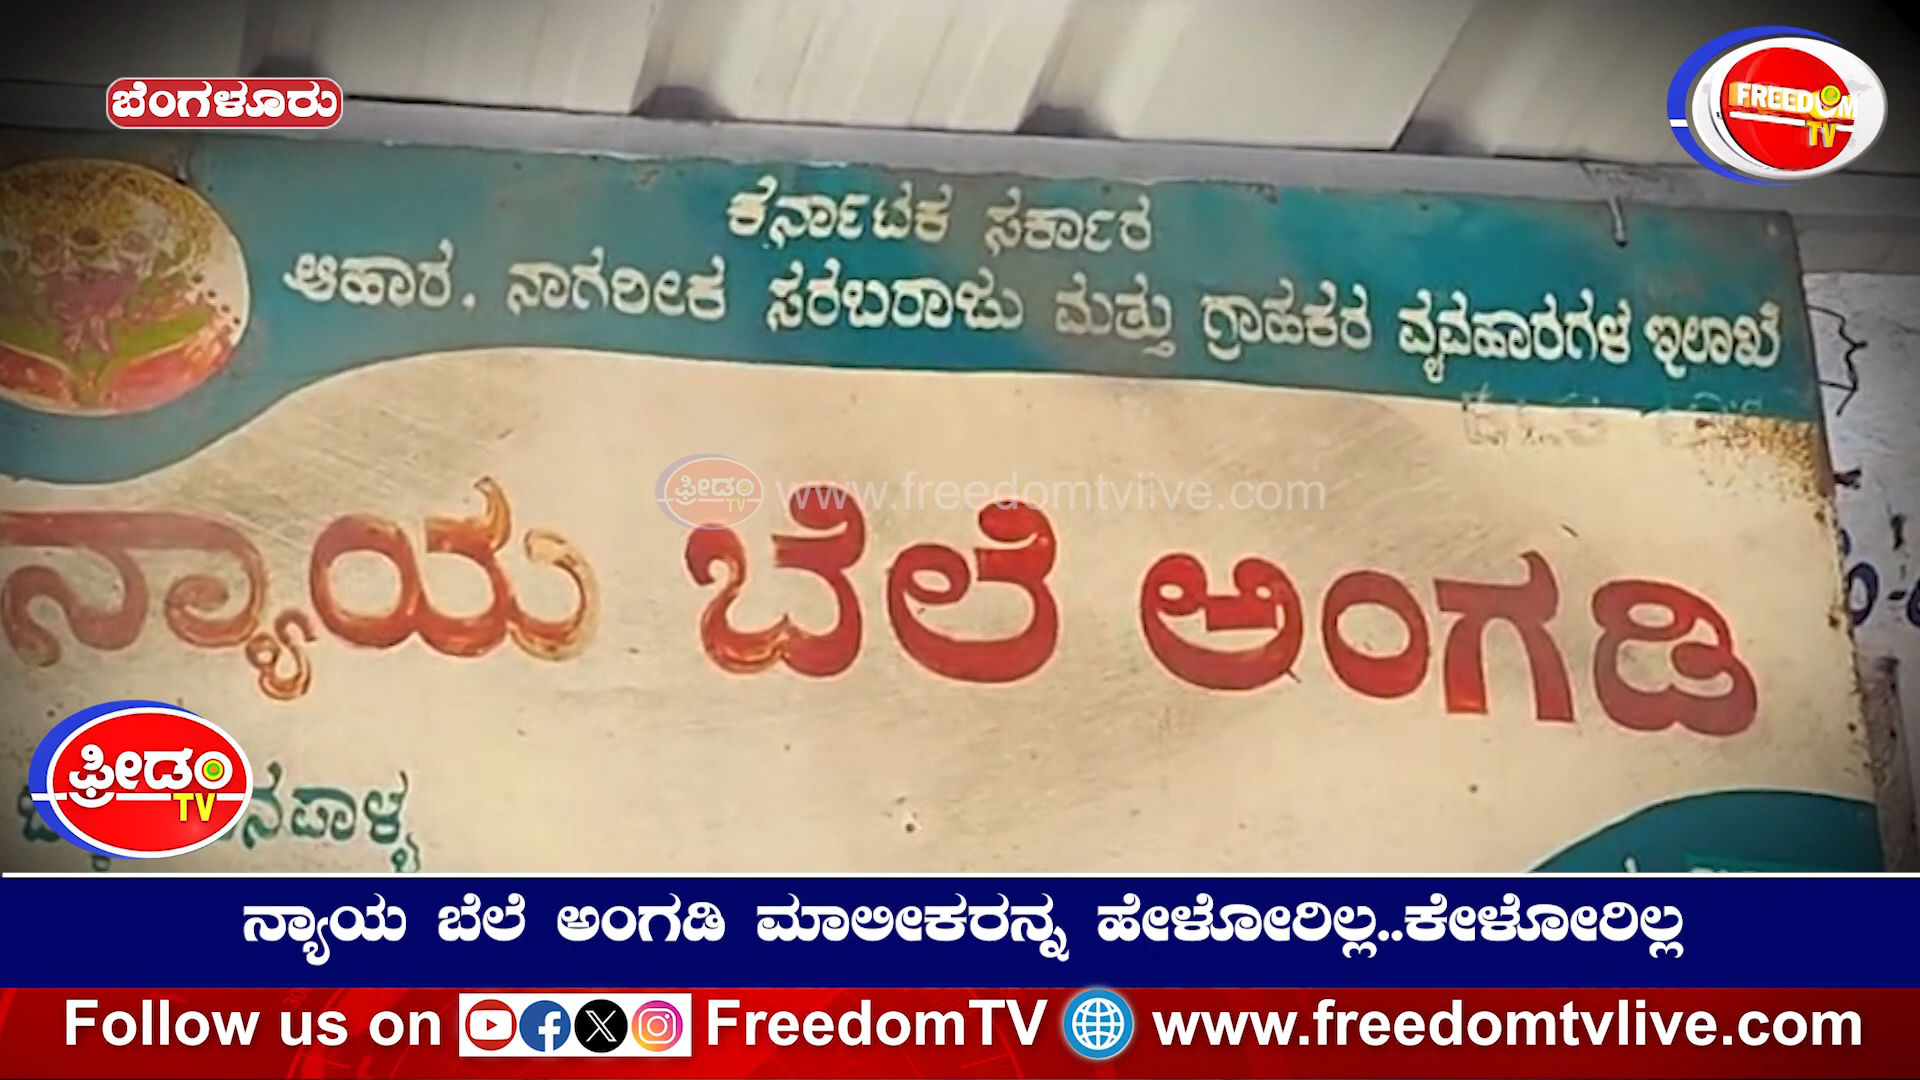 ಬೆಂಗಳೂರು
FREEDOM
TV
ಕರ್ನಾಟಕ ಸರ್ಕಾರ
ಆಹಾರ, ನಾಗರೀಕ ಸರಬರಾಜು ಮತ್ತು ಗ್ರಾಹಕರ ವ್ಯವಹಾರಗಳ ಇಲಾಖೆ
ಫ್ರೀಡಂ TV www.freedomtvlive.com
ನ್ಯಾಯ ಬೆಲೆ ಅಂಗಡಿ
ಫ್ರೀಡಂ
TV
ನ್ಯಾಯ ಬೆಲೆ ಅಂಗಡಿ ಮಾಲೀಕರನ್ನ ಹೇಳೋರಿಲ್ಲ..ಕೇಳೋರಿಲ್ಲ
Follow us on FreedomTV www.freedomtvlive.com